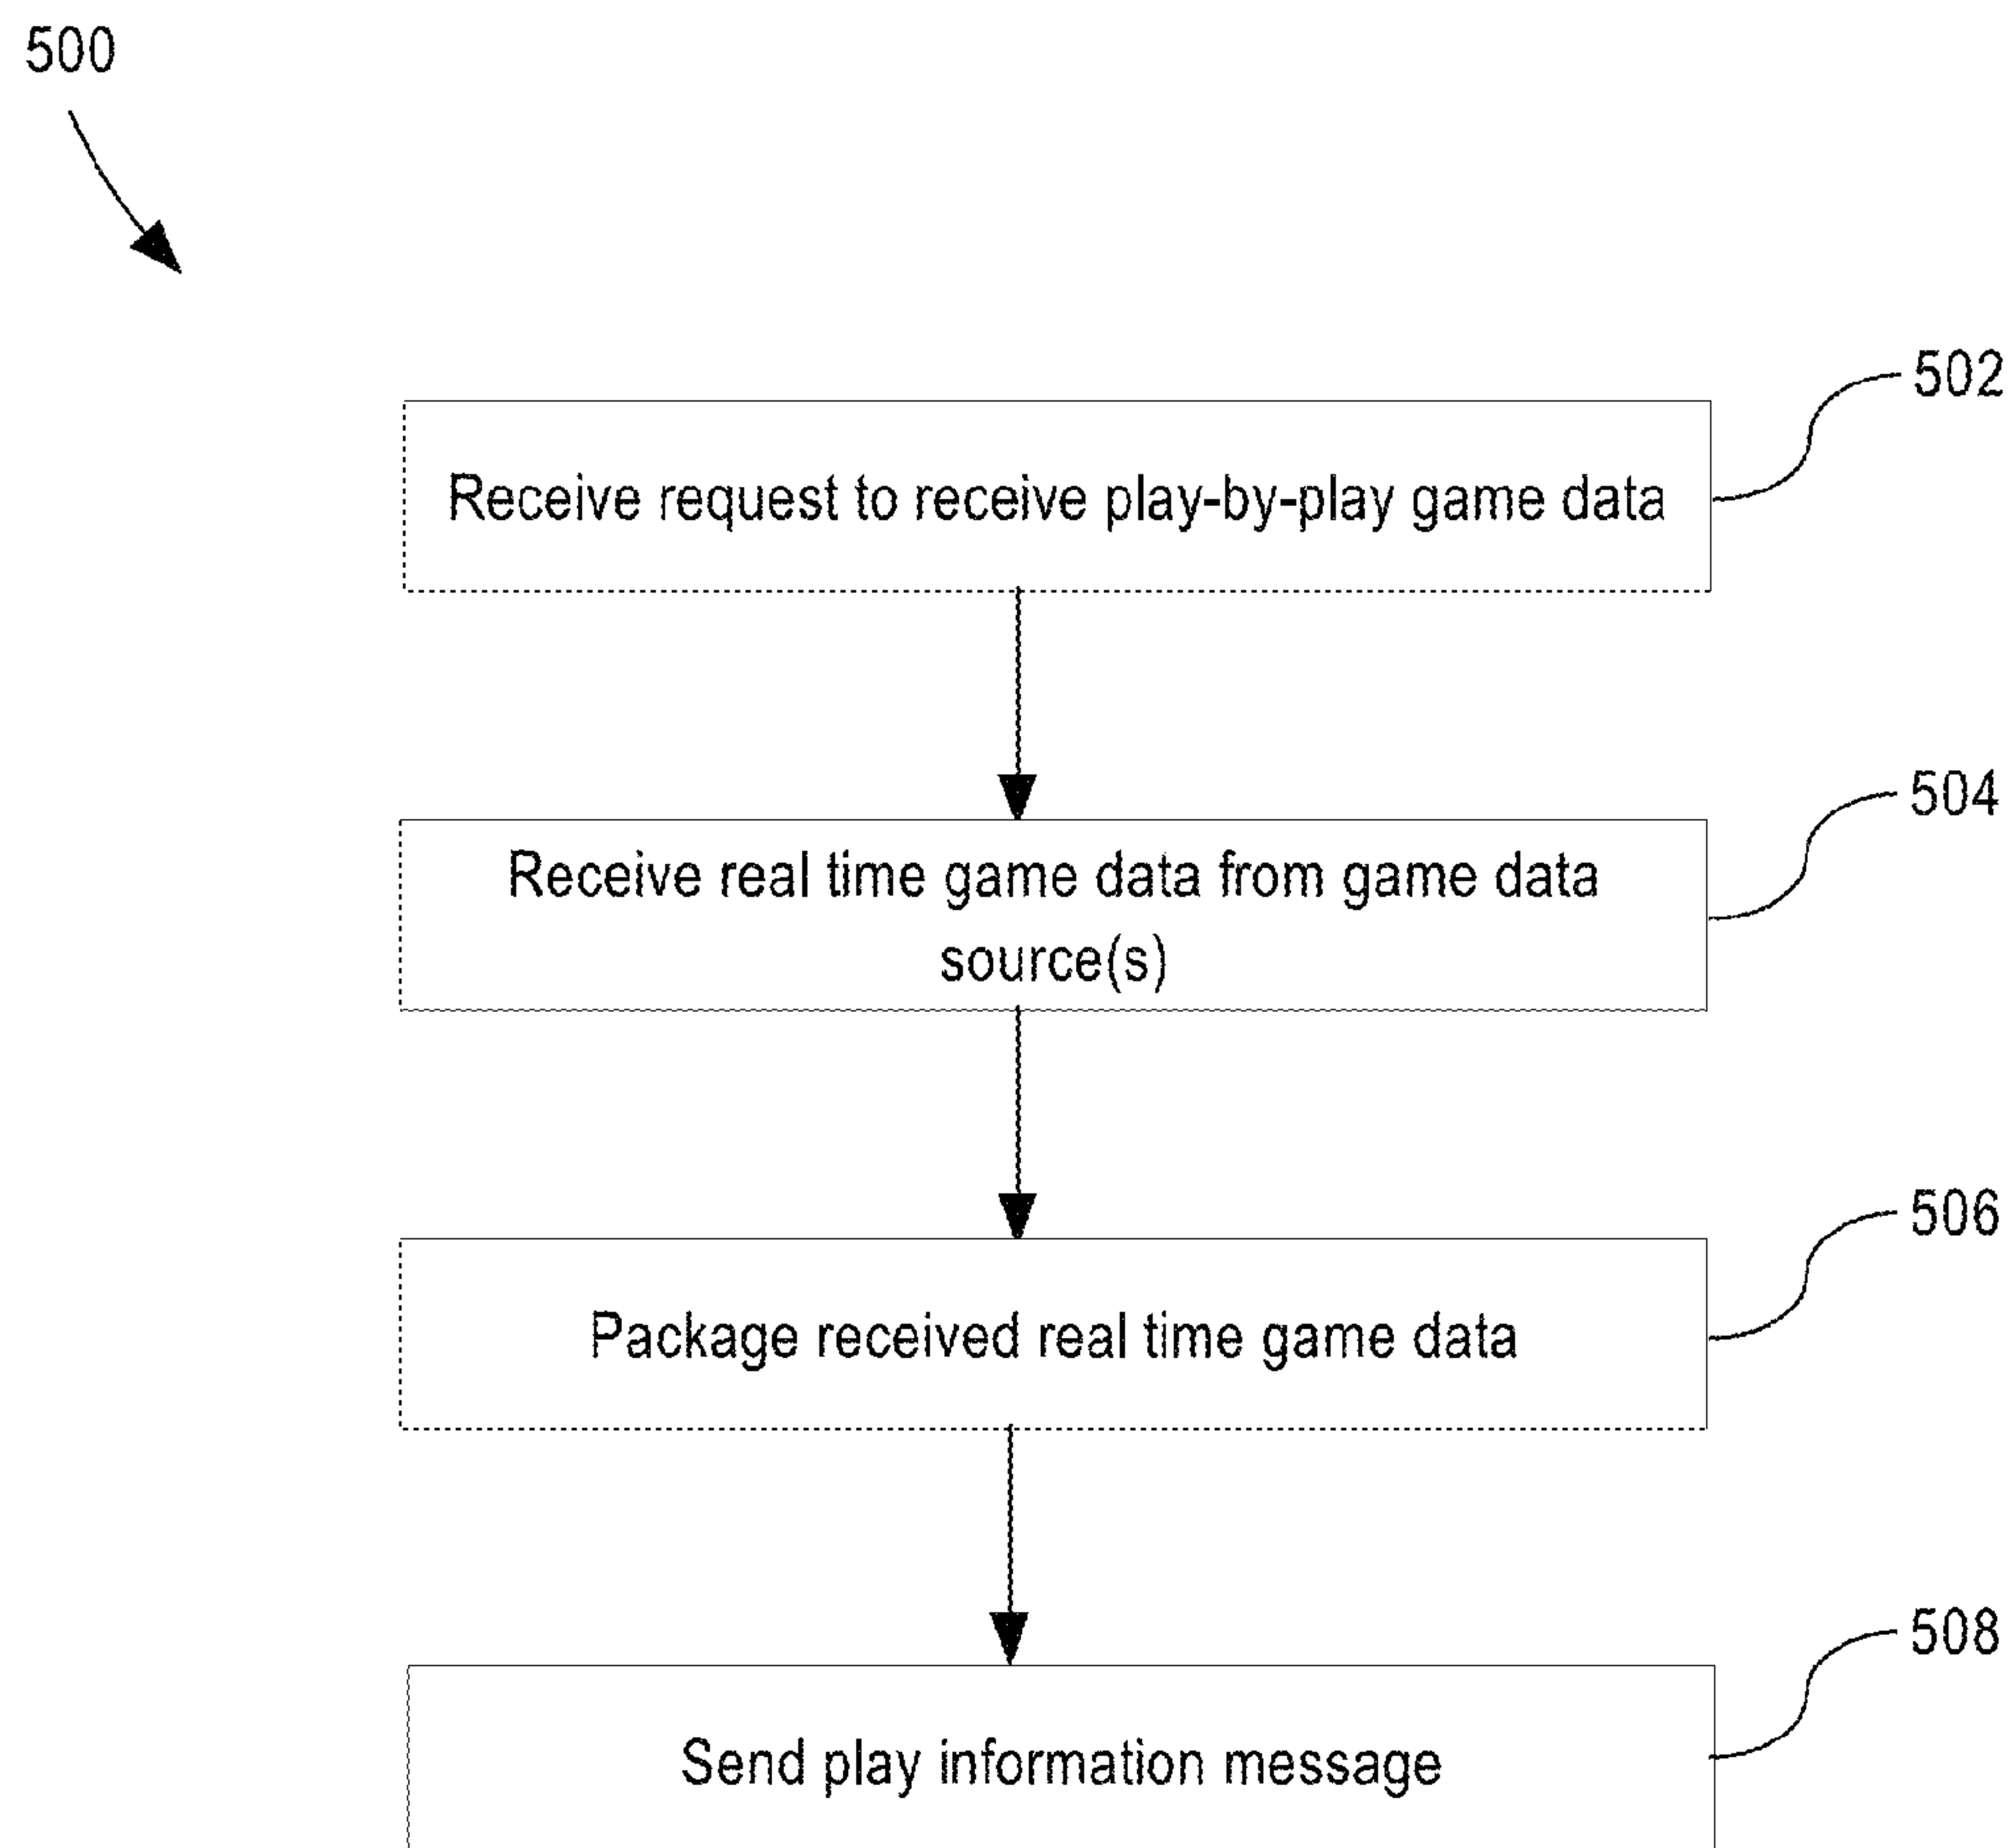 500
502
Receive request to receive play-by-play game data
504
Receive real time game data from game data
source(s)
506
Package received real time game data
508
Send play information message